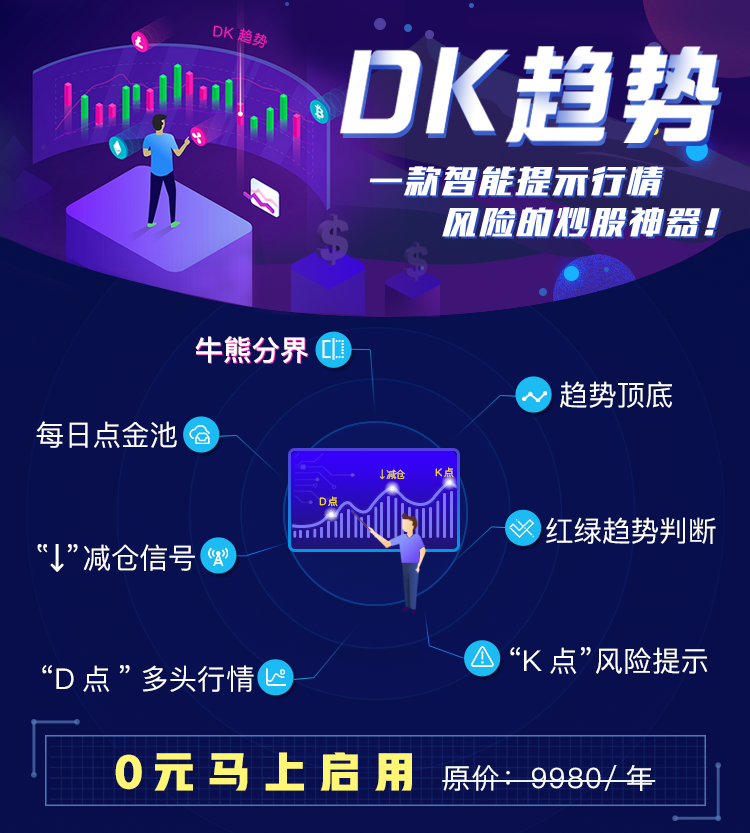 DK 趋势
DK趋势
一款智能提示行情
风险的炒股神器!
牛熊分界
趋势顶底
每日点金池
D点
↓减仓
K点
红绿趋势判断
“↓”减仓信号
“K 点”风险提示
“D 点 ” 多头行情
0元马上启用 原价：9980/年